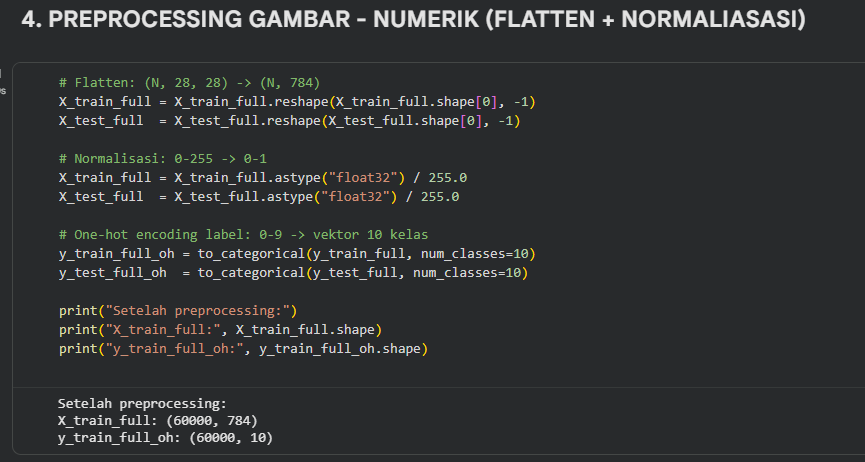 4. PREPROCESSING GAMBAR - NUMERIK (FLATTEN + NORMALIASASI)
# Flatten: (N, 28, 28) -> (N, 784)
X_train_full = X_train_full.reshape(X_train_full.shape[0], -1)
X_test_full  = X_test_full.reshape(X_test_full.shape[0], -1)
# Normalisasi: 0-255 -> 0-1
X_train_full = X_train_full.astype("float32") / 255.0
X_test_full  = X_test_full.astype("float32") / 255.0
# One-hot encoding label: 0-9 -> vektor 10 kelas
y_train_full_oh = to_categorical(y_train_full, num_classes=10)
y_test_full_oh  = to_categorical(y_test_full, num_classes=10)
print("Setelah preprocessing:")
print("X_train_full:", X_train_full.shape)
print("y_train_full_oh:", y_train_full_oh.shape)
Setelah preprocessing:
X_train_full: (60000, 784)
y_train_full_oh: (60000, 10)